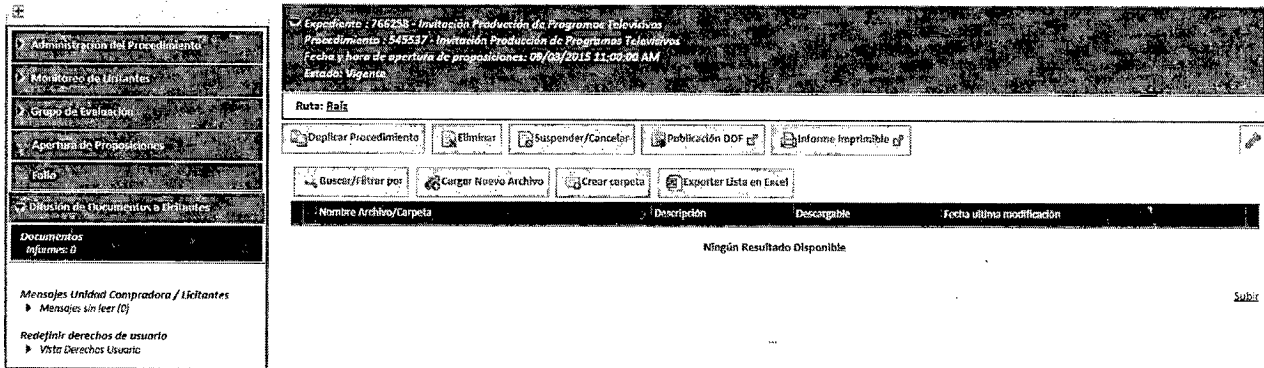 Administración del Procedimiento
Monitoreo de Licitantes
Grupo de Evaluación
Apertura de Proposiciones
Fallo
Difusión de Documentos a Licitantes
Documentos
Informes: 0
Mensajes Unidad Compradora / Licitantes
Mensajes sin leer (0)
Redefinir derechos de usuario
Vista Derechos Usuario
Expediente : 766258 - Invitación Producción de Programas Televisivos
Procedimiento : 545537 - Invitación Producción de Programas Televisivos
Fecha y hora de apertura de proposiciones: 09/03/2015 11:00:00 AM
Estado: Vigente
Ruta: Raíz
Duplicar Procedimiento Eliminar Suspender/Cancelar Publicación DOF Informe Imprimible
Buscar/Filtrar por Cargar Nuevo Archivo Crear carpeta Exportar Lista en Excel
Nombre Archivo/Carpeta Descripción Descargable Fecha ultima modificación
Ningún Resultado Disponible
Subir